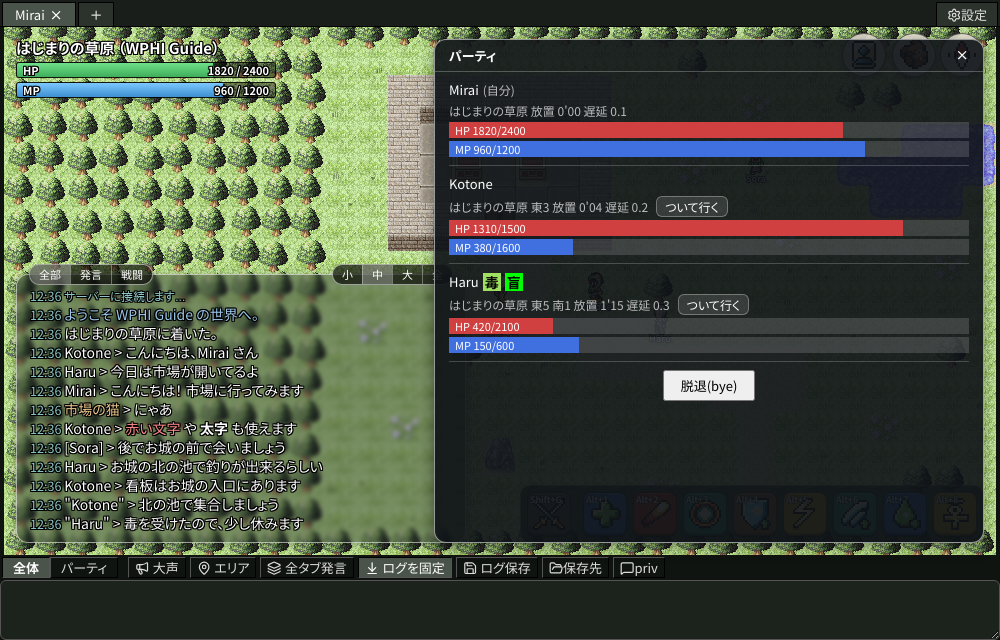 Mirai ×
+
設定
はじまりの草原 (WPHI Guide)
HP 1820 / 2400
MP 960 / 1200
パーティ
×
Mirai (自分)
はじまりの草原 放置 0'00 遅延 0.1
HP 1820/2400
MP 960/1200
Kotone
はじまりの草原 東3 放置 0'04 遅延 0.2 ついて行く
HP 1310/1500
MP 380/1600
Haru 毒 盲
はじまりの草原 東5 南1 放置 1'15 遅延 0.3 ついて行く
HP 420/2100
MP 150/600
脱退(bye)
全部 発言 戦闘
小 中 大
12:36 サーバーに接続します...
12:36 ようこそ WPHI Guide の世界へ。
12:36 はじまりの草原に着いた。
12:36 Kotone > こんにちは、Mirai さん
12:36 Haru > 今日は市場が開いてるよ
12:36 Mirai > こんにちは! 市場に行ってみます
12:36 市場の猫 > にゃあ
12:36 Kotone > 赤い文字 や 太字 も使えます
12:36 [Sora] > 後でお城の前で会いましょう
12:36 Haru > お城の北の池で釣りが出来るらしい
12:36 Kotone > 看板はお城の入口にあります
12:36 "Kotone" > 北の池で集合しましょう
12:36 "Haru" > 毒を受けたので、少し休みます
全体 パーティ 大声 エリア 全タブ発言 ログを固定 ログ保存 保存先 priv